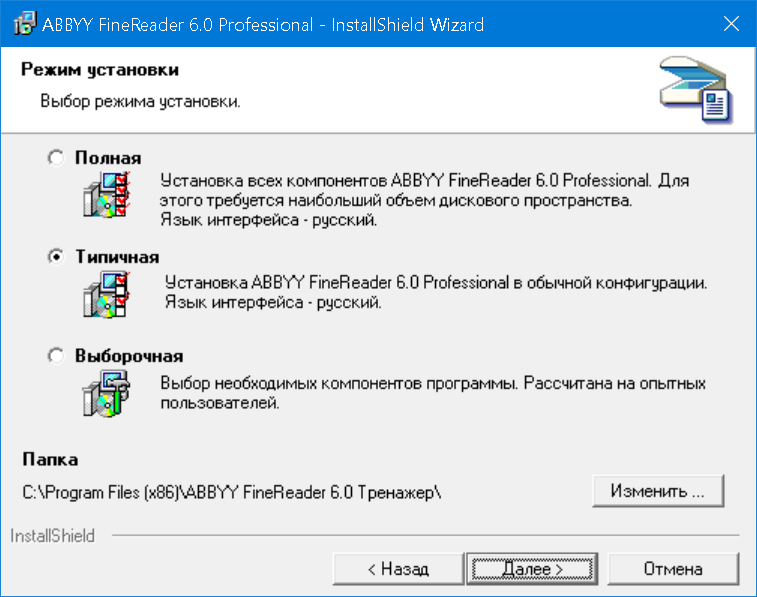 ABBYY FineReader 6.0 Professional - InstallShield Wizard
Режим установки
Выбор режима установки.
Полная
Установка всех компонентов ABBYY FineReader 6.0 Professional. Для
этого требуется наибольший объем дискового пространства.
Язык интерфейса - русский.
Типичная
Установка ABBYY FineReader 6.0 Professional в обычной конфигурации.
Язык интерфейса - русский.
Выборочная
Выбор необходимых компонентов программы. Рассчитана на опытных
пользователей.
Папка
C:\Program Files (x86)\ABBYY FineReader 6.0 Тренажер\
Изменить ...
InstallShield
< Назад
Далее >
Отмена